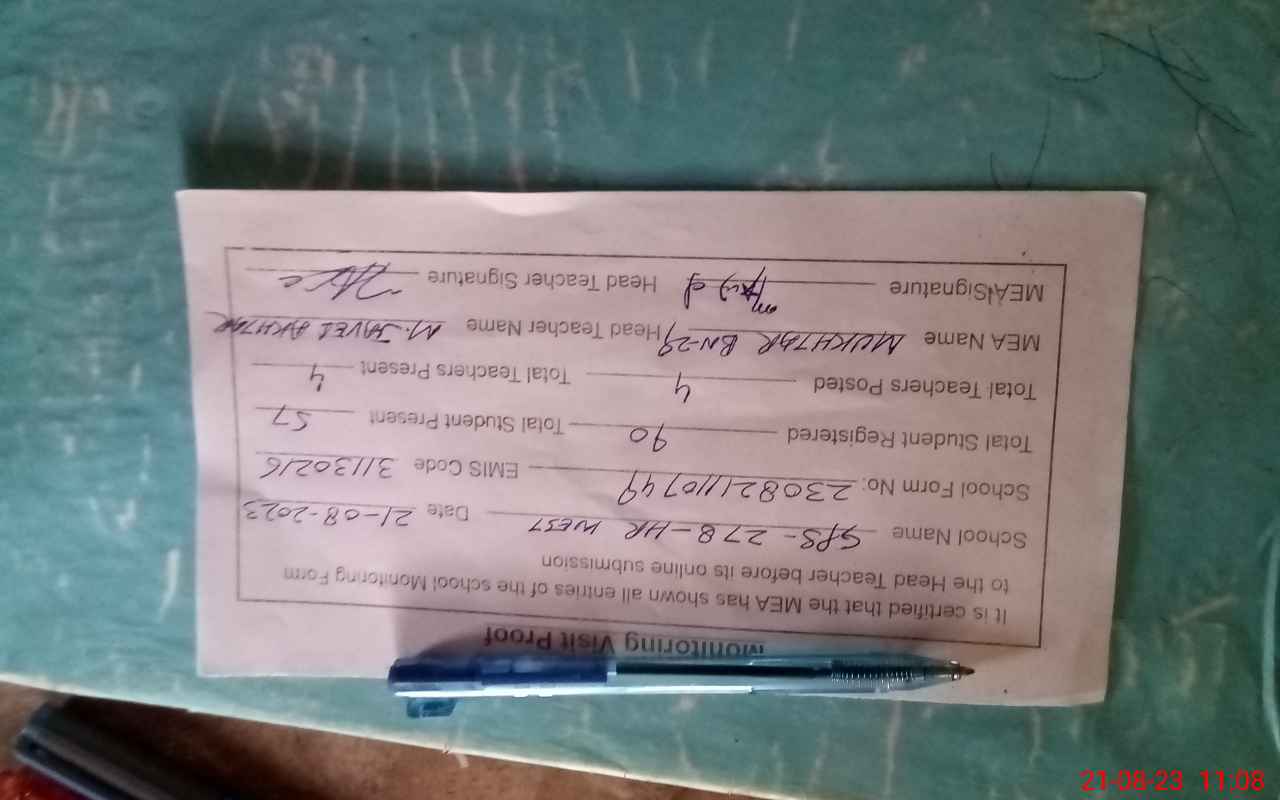 Monitoring Visit Proof
It is certified that the MEA has shown all entries of the school Monitoring Form
to the Head Teacher before its online submission
School Name GPS-278-HR WEST Date 21-08-2023
School Form No: 230821110749 EMIS Code 31130216
Total Student Registered 90 Total Student Present 57
Total Teachers Posted 4 Total Teachers Present 4
MEA Name MUKHTAR BN-29 Head Teacher Name M. JAVED AKHTAR
MEA Signature Head Teacher Signature
21-08-23 11:08